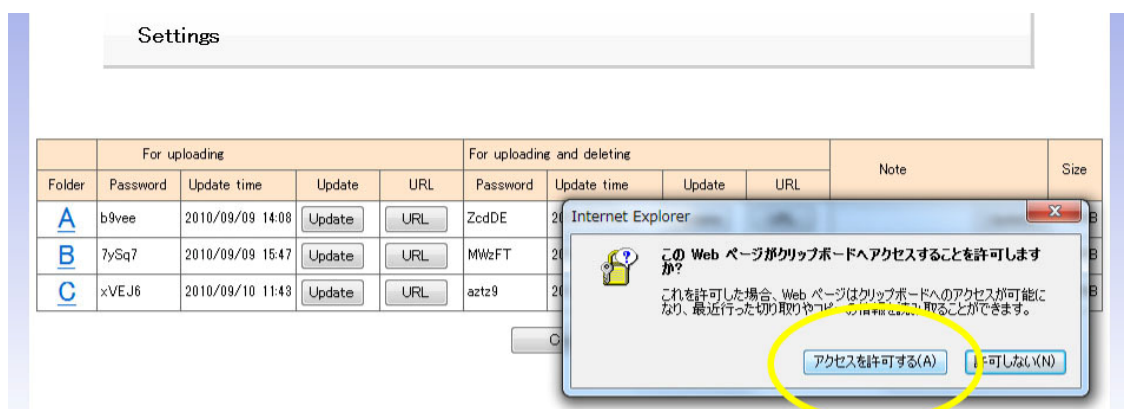 Settings
For uploading For uploading and deleting Note Size
Folder Password Update time Update URL Password Update time Update URL
A b9vee 2010/09/09 14:08 Update URL ZcdDE 20 B
B 7ySq7 2010/09/09 15:47 Update URL MWzFT 20 B
C xVEJ6 2010/09/10 11:43 Update URL aztz9 20 B
C
Internet Explorer
この Web ページがクリップボードへアクセスすることを許可します
か?
これを許可した場合、Web ページはクリップボードへのアクセスが可能に
なり、最近行った切り取りやコピーの情報を読み取ることができます。
アクセスを許可する(A) 許可しない(N)